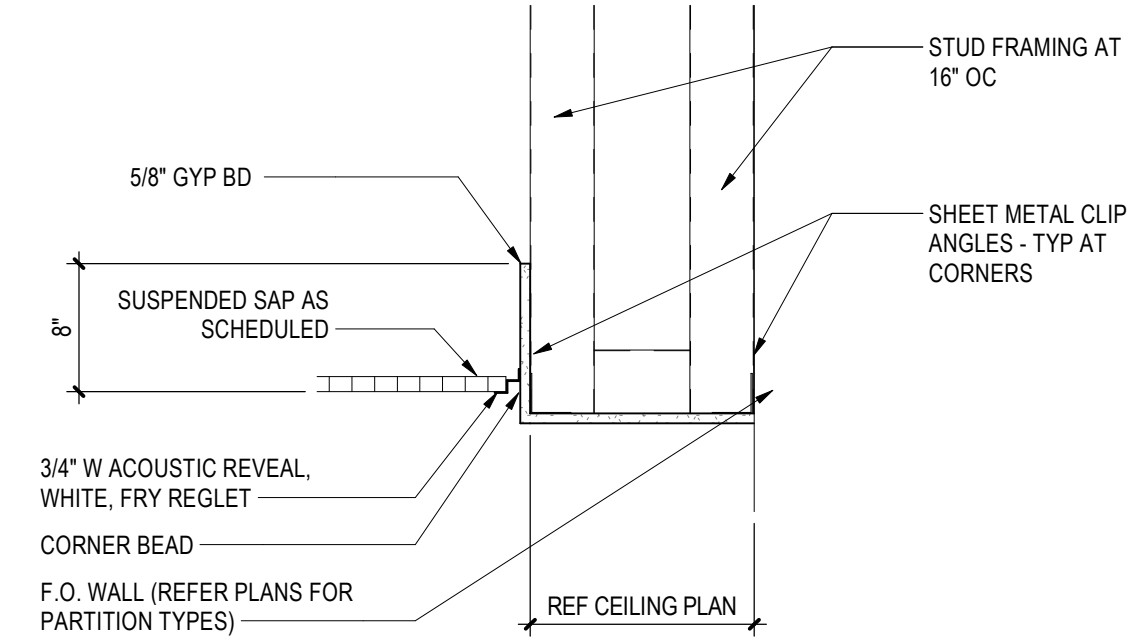 STUD FRAMING AT
16" OC
5/8" GYP BD
SHEET METAL CLIP
ANGLES - TYP AT
CORNERS
8"
SUSPENDED SAP AS
SCHEDULED
3/4" W ACOUSTIC REVEAL,
WHITE, FRY REGLET
CORNER BEAD
F.O. WALL (REFER PLANS FOR
PARTITION TYPES)
REF CEILING PLAN